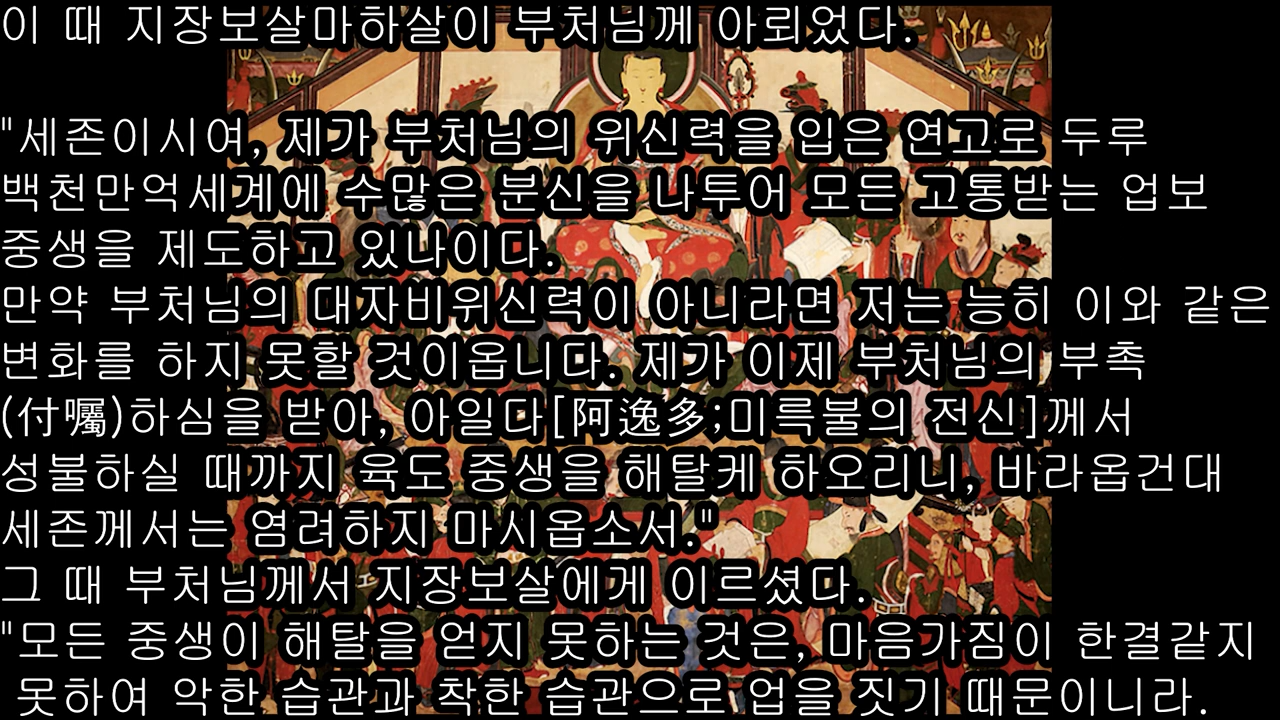 이 때 지장보살마하살이 부처님께 아뢰었다.
"세존이시여, 제가 부처님의 위신력을 입은 연고로 두루
백천만억세계에 수많은 분신을 나투어 모든 고통받는 업보
중생을 제도하고 있나이다.
만약 부처님의 대자비위신력이 아니라면 저는 능히 이와 같은
변화를 하지 못할 것이옵니다. 제가 이제 부처님의 부촉
(付囑)하심을 받아, 아일다[阿逸多;미륵불의 전신]께서
성불하실 때까지 육도 중생을 해탈케 하오리니, 바라옵건대
세존께서는 염려하지 마시옵소서."
그 때 부처님께서 지장보살에게 이르셨다.
"모든 중생이 해탈을 얻지 못하는 것은, 마음가짐이 한결같지
못하여 악한 습관과 착한 습관으로 업을 짓기 때문이니라.